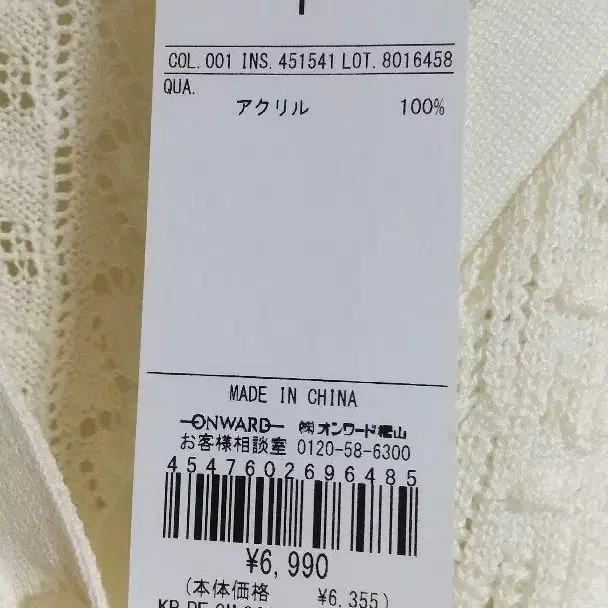 COL. 001 INS. 451541 LOT. 8016458
QUA.
アクリル 100%
MADE IN CHINA
ONWARD ㈱オンワード樫山
お客様相談室 0120-58-6300
4547602696485
¥6,990
(本体価格 ¥6,355)